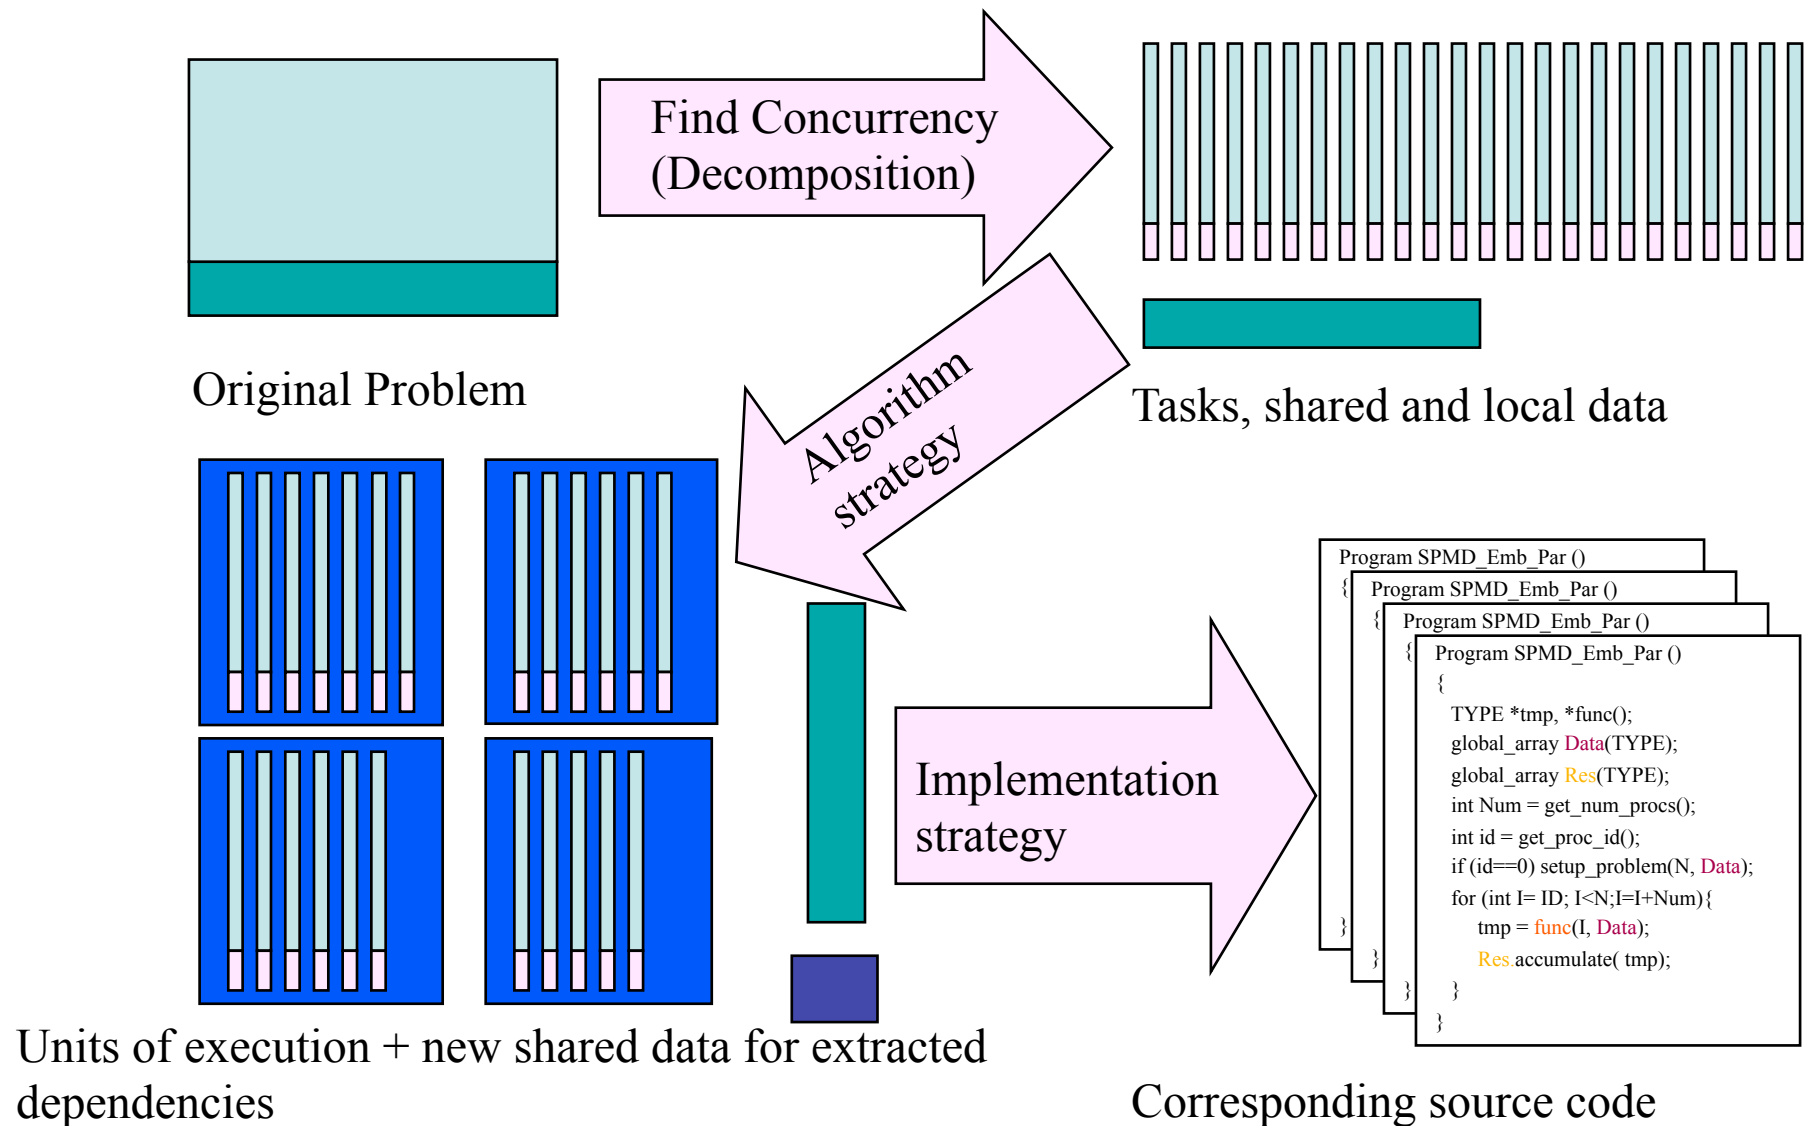 Find Concurrency
(Decomposition)
Original Problem
Tasks, shared and local data
Algorithm
strategy
Implementation
strategy
Units of execution + new shared data for extracted
dependencies
Program SPMD_Emb_Par ()
{
Program SPMD_Emb_Par ()
{
Program SPMD_Emb_Par ()
{
Program SPMD_Emb_Par ()
{
TYPE *tmp, *func();
global_array Data(TYPE);
global_array Res(TYPE);
int Num = get_num_procs();
int id = get_proc_id();
if (id==0) setup_problem(N, Data);
for (int I= ID; I<N;I=I+Num){
tmp = func(I, Data);
Res.accumulate( tmp);
}
}
}
}
}
Corresponding source code